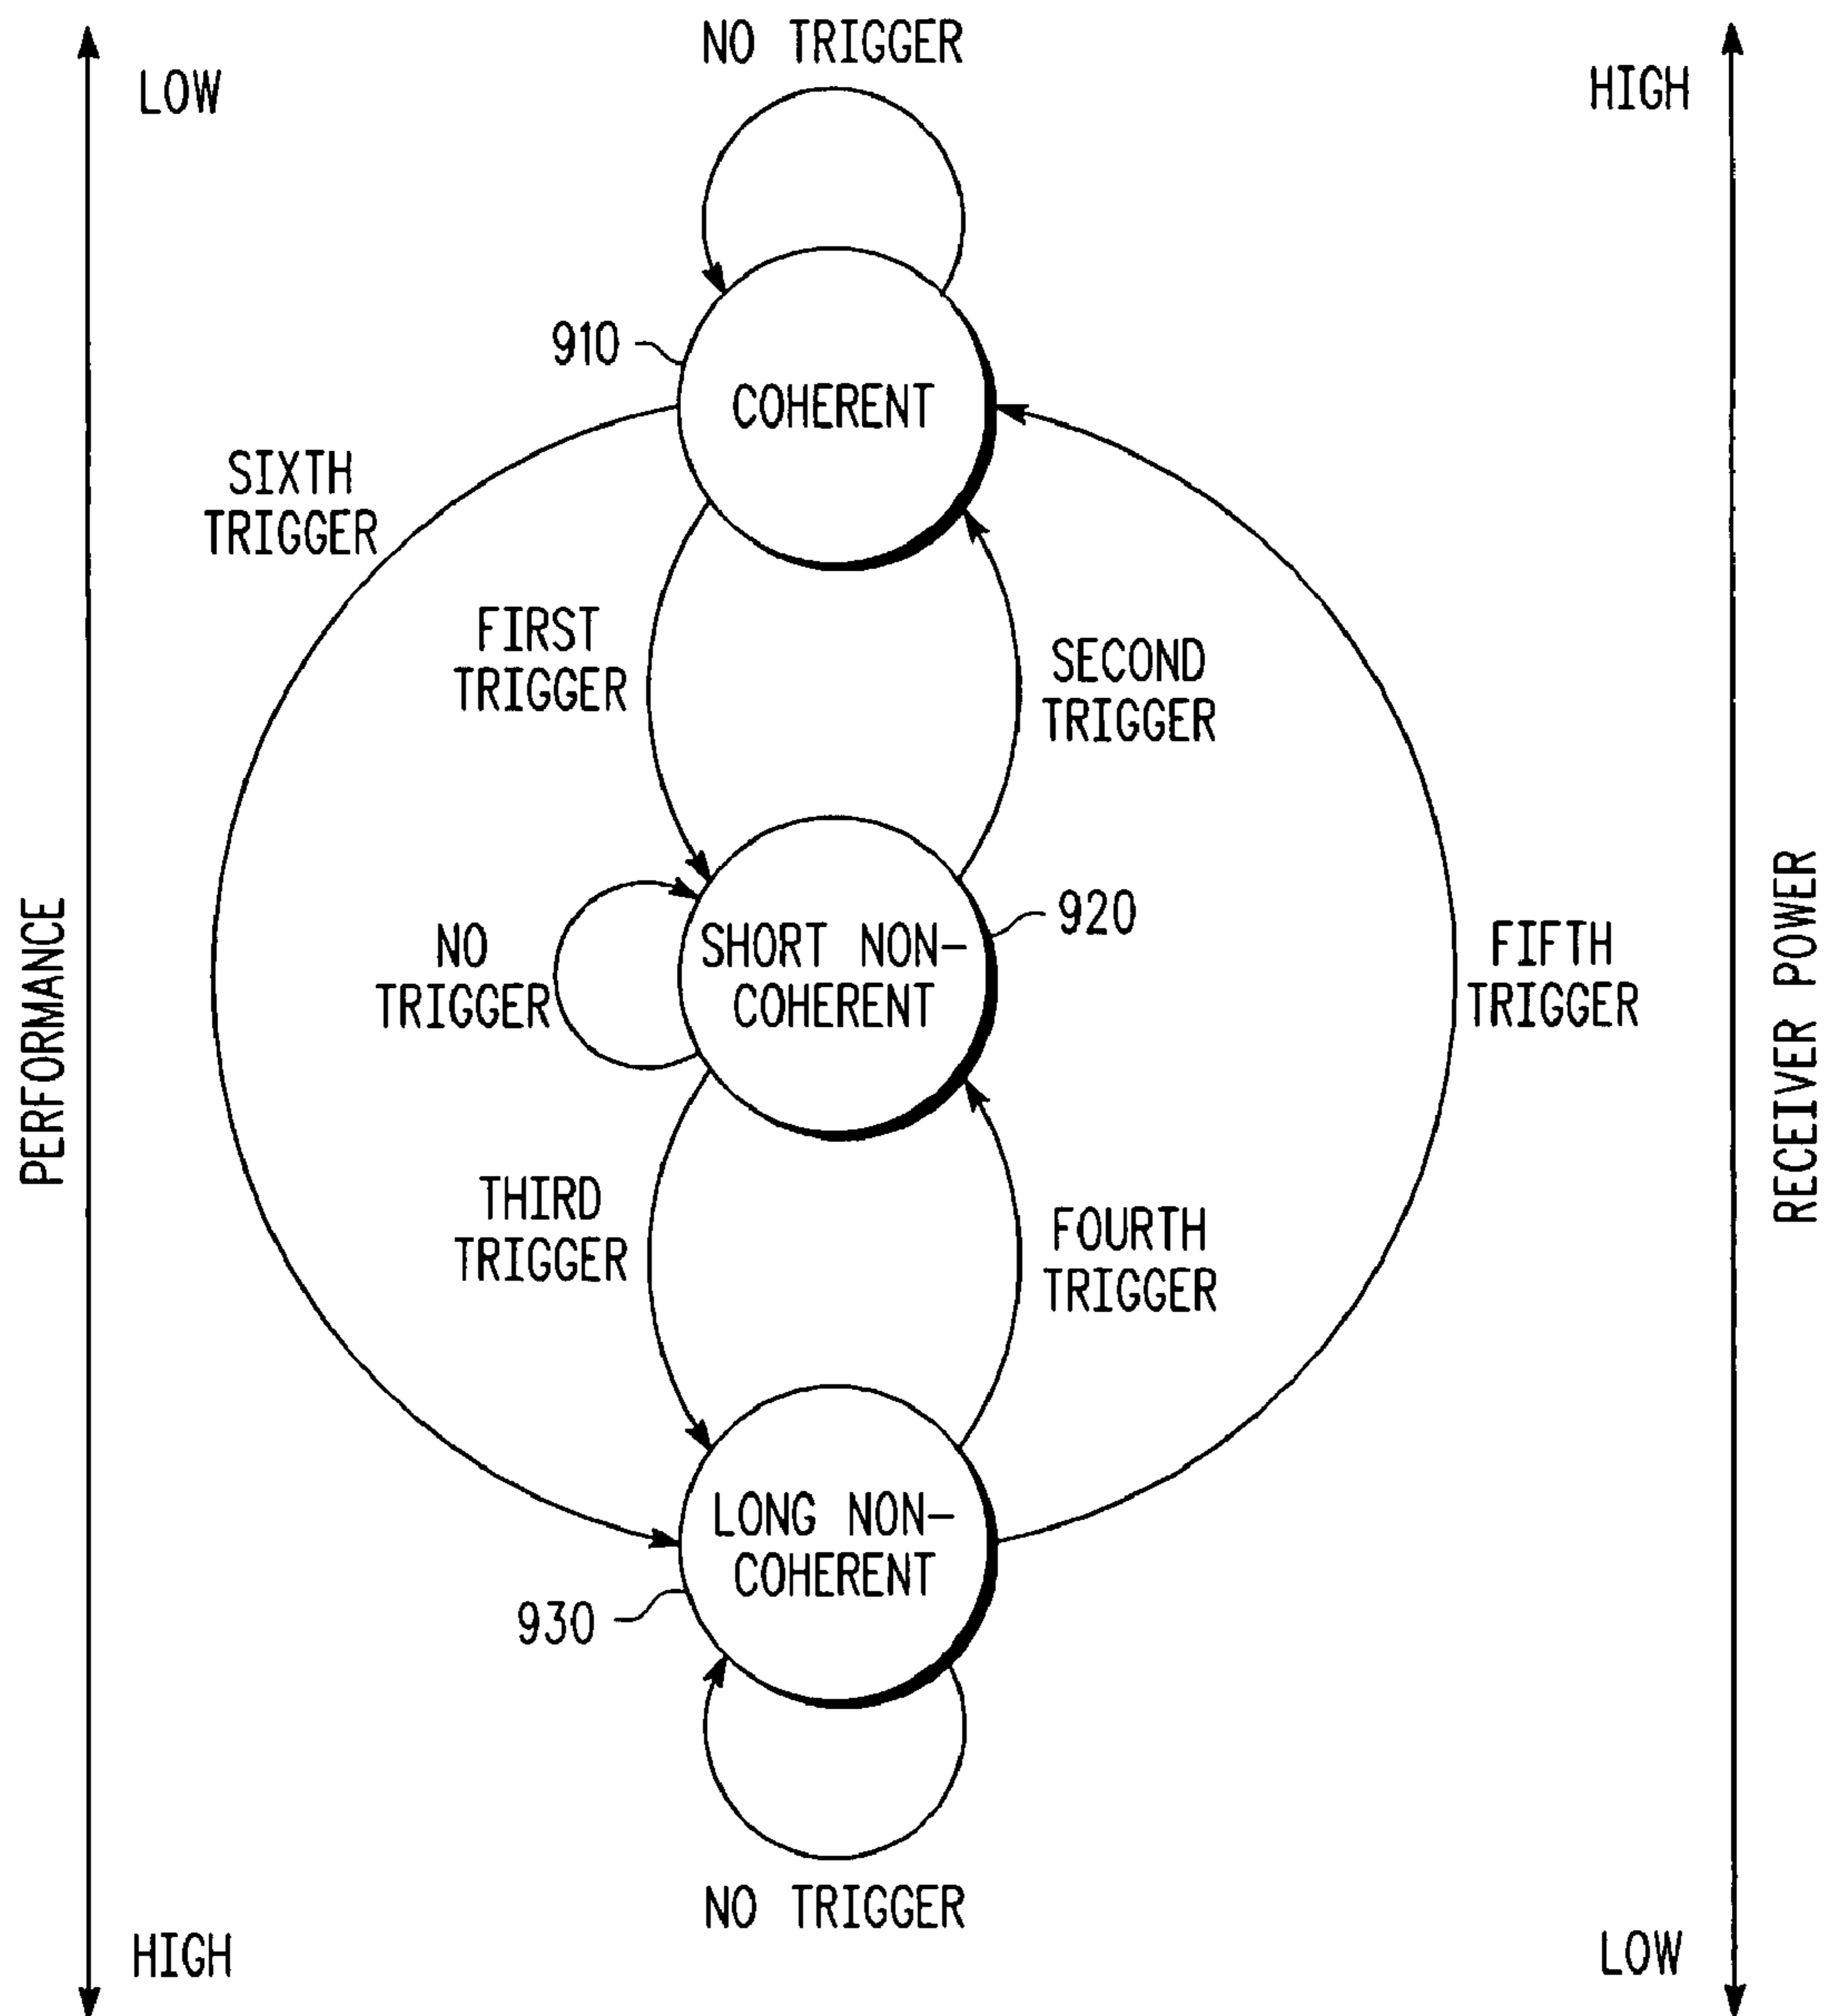 NO TRIGGER
LOW
HIGH
910
COHERENT
SIXTH
TRIGGER
FIRST
TRIGGER
SECOND
TRIGGER
PERFORMANCE
NO
TRIGGER
SHORT NON-
COHERENT
920
FIFTH
TRIGGER
RECEIVER POWER
THIRD
TRIGGER
FOURTH
TRIGGER
LONG NON-
COHERENT
930
NO TRIGGER
HIGH
LOW